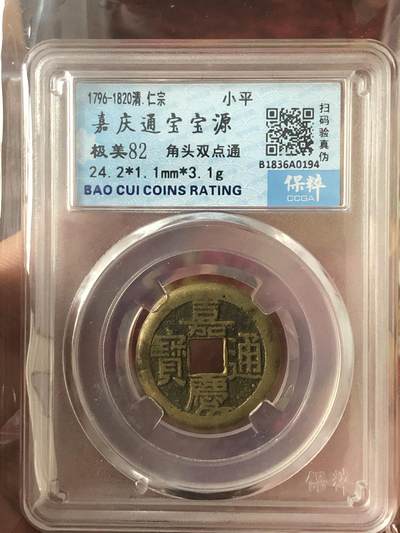 1796-1820清.仁宗 小平
嘉庆通宝宝源
极美82 角头双点通
24.2*1.1mm*3.1g
BAO CUI COINS RATING
扫码验真伪
B1836A0194
保粹
CCGA
嘉
寶 通
慶
保粹